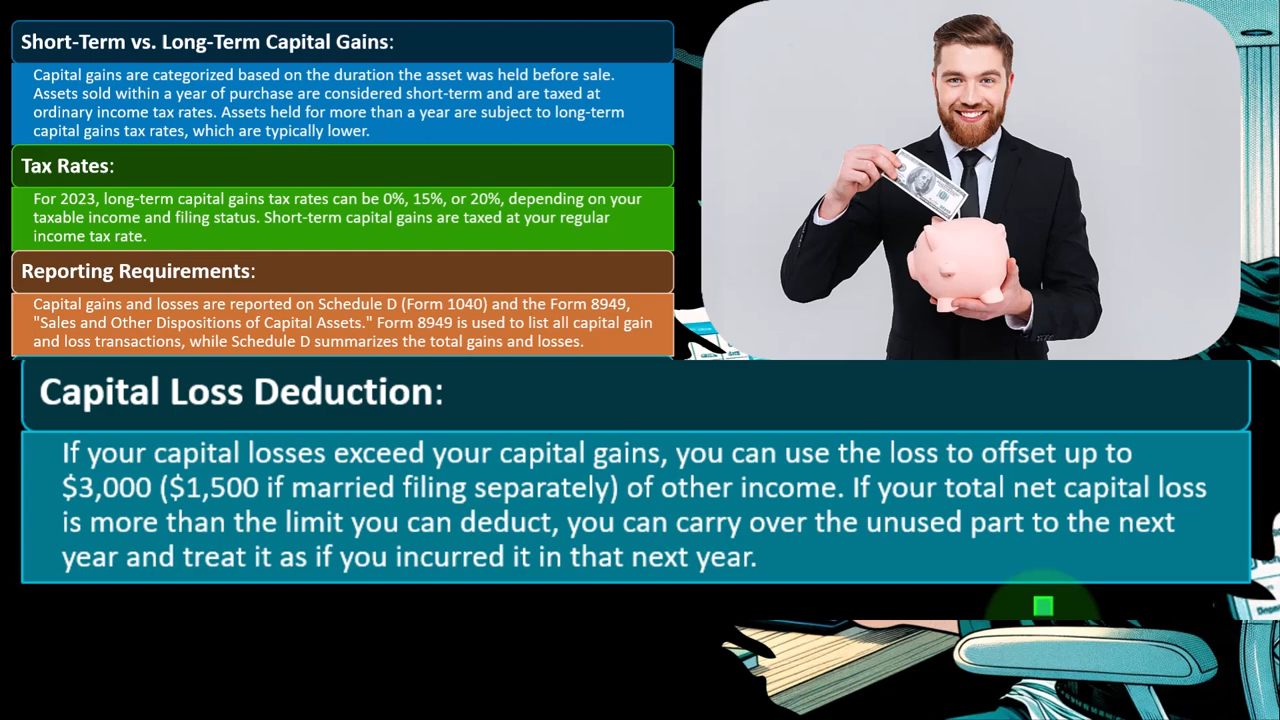 Short-Term vs. Long-Term Capital Gains:
Capital gains are categorized based on the duration the asset was held before sale.
Assets sold within a year of purchase are considered short-term and are taxed at
ordinary income tax rates. Assets held for more than a year are subject to long-term
capital gains tax rates, which are typically lower.
Tax Rates:
For 2023, long-term capital gains tax rates can be 0%, 15%, or 20%, depending on your
taxable income and filing status. Short-term capital gains are taxed at your regular
income tax rate.
Reporting Requirements:
Capital gains and losses are reported on Schedule D (Form 1040) and the Form 8949,
"Sales and Other Dispositions of Capital Assets." Form 8949 is used to list all capital gain
and loss transactions, while Schedule D summarizes the total gains and losses.
Capital Loss Deduction:
If your capital losses exceed your capital gains, you can use the loss to offset up to
$3,000 ($1,500 if married filing separately) of other income. If your total net capital loss
is more than the limit you can deduct, you can carry over the unused part to the next
year and treat it as if you incurred it in that next year.